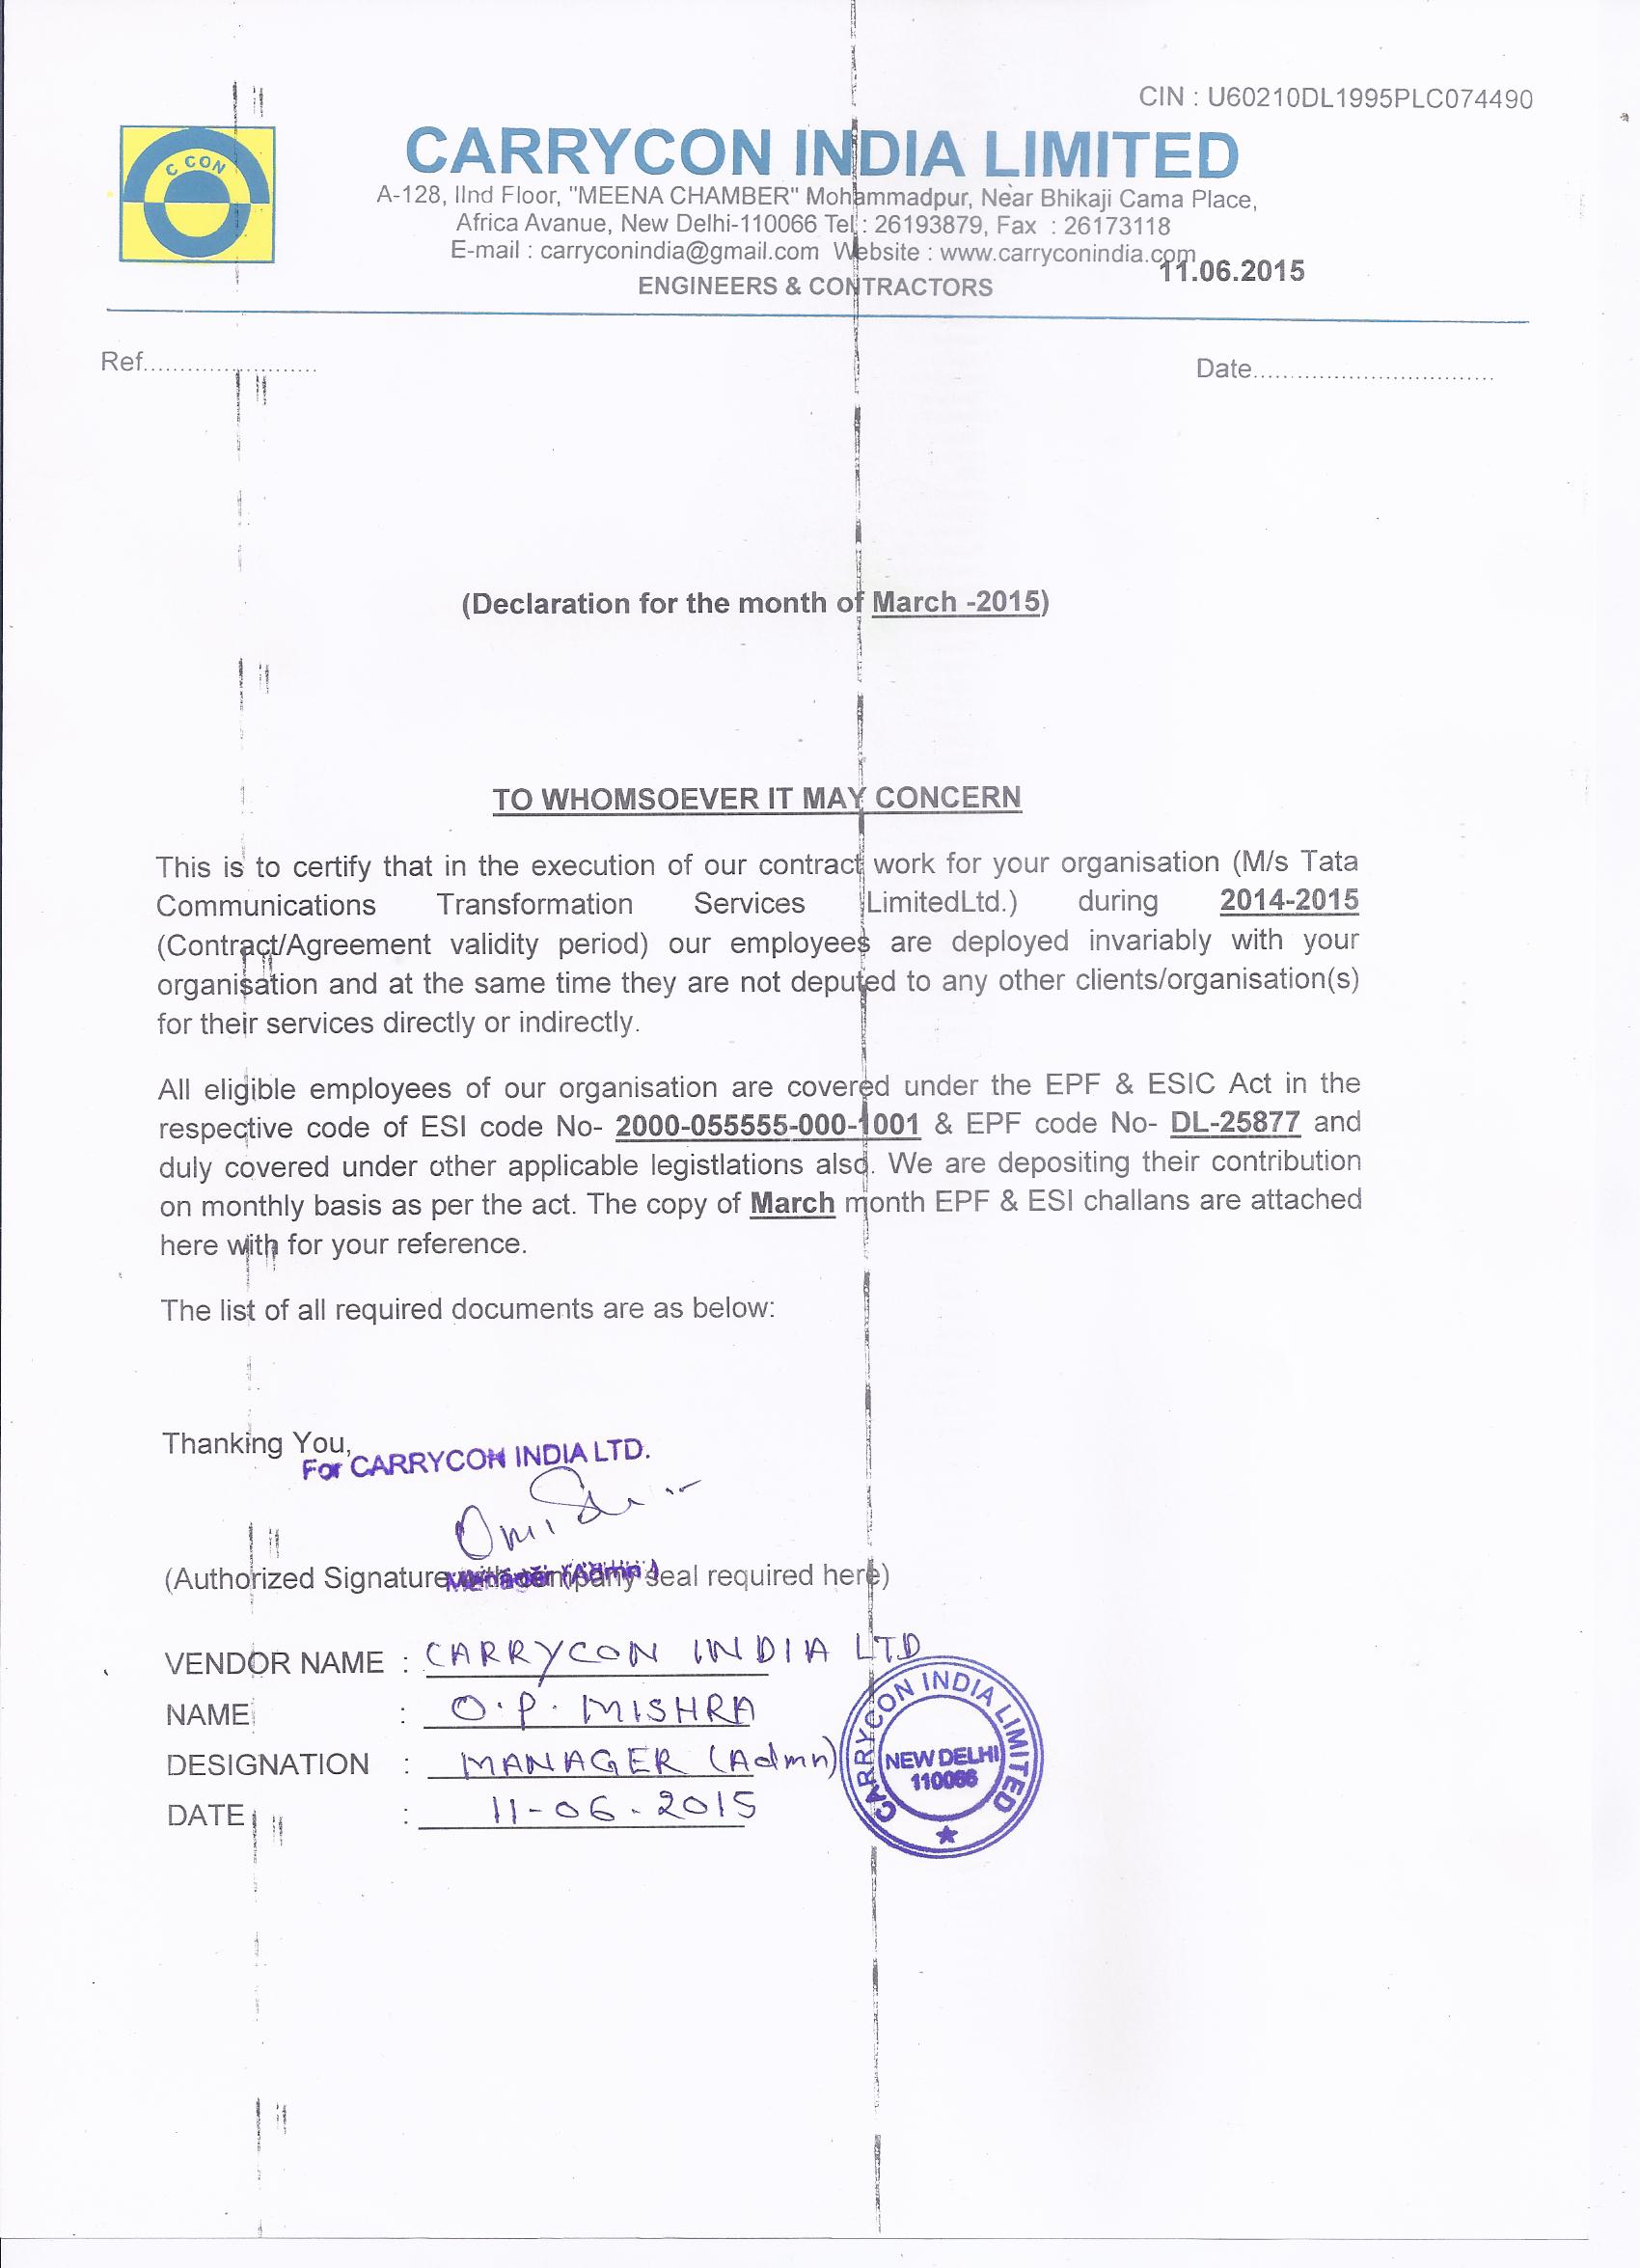 CIN : U60210DL1995PLC074490
C CON
CARRYCON INDIA LIMITED
A-128, IInd Floor, "MEENA CHAMBER" Mohammadpur, Near Bhikaji Cama Place,
Africa Avanue, New Delhi-110066 Tel : 26193879, Fax : 26173118
E-mail : carryconindia@gmail.com Website : www.carryconindia.com
11.06.2015
ENGINEERS & CONTRACTORS
Ref........................
Date.................................
(Declaration for the month of March -2015)
TO WHOMSOEVER IT MAY CONCERN
This is to certify that in the execution of our contract work for your organisation (M/s Tata
Communications Transformation Services LimitedLtd.) during 2014-2015
(Contract/Agreement validity period) our employees are deployed invariably with your
organisation and at the same time they are not deputed to any other clients/organisation(s)
for their services directly or indirectly.
All eligible employees of our organisation are covered under the EPF & ESIC Act in the
respective code of ESI code No- 2000-055555-000-1001 & EPF code No- DL-25877 and
duly covered under other applicable legistlations also. We are depositing their contribution
on monthly basis as per the act. The copy of March month EPF & ESI challans are attached
here with for your reference.
The list of all required documents are as below:
Thanking You,
For CARRYCON INDIA LTD.
(Authorized Signature with company seal required here)
Manager (Admn.)
VENDOR NAME : CARRYCON INDIA LTD
NAME : O.P. MISHRA
DESIGNATION : MANAGER (Admn)
DATE : 11-06-2015
CARRYCON INDIA LIMITED
NEW DELHI
110066